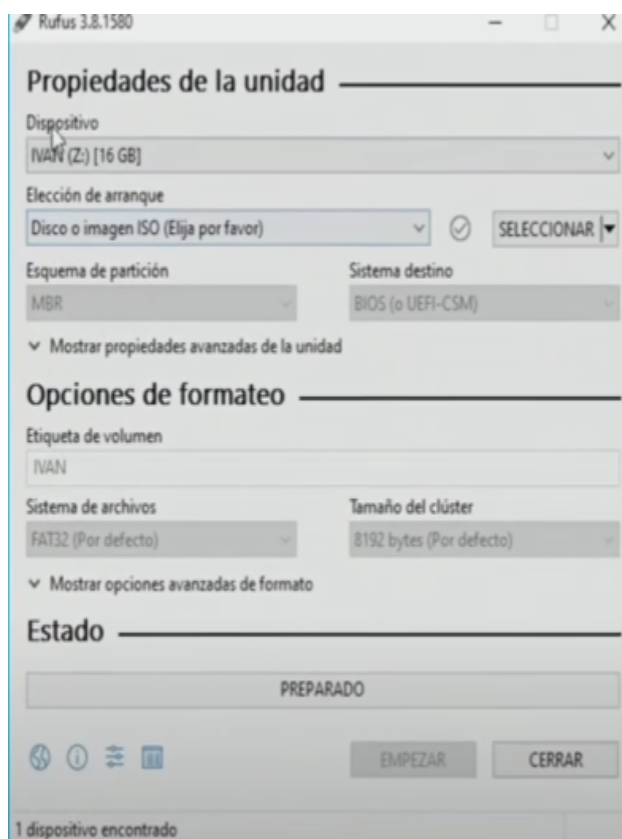 Rufus 3.8.1580
Propiedades de la unidad
Dispositivo
IVAN (Z:) [16 GB]
Elección de arranque
Disco o imagen ISO (Elija por favor)
SELECCIONAR
Esquema de partición
Sistema destino
MBR
BIOS (o UEFI-CSM)
Mostrar propiedades avanzadas de la unidad
Opciones de formateo
Etiqueta de volumen
IVAN
Sistema de archivos
Tamaño del clúster
FAT32 (Por defecto)
8192 bytes (Por defecto)
Mostrar opciones avanzadas de formato
Estado
PREPARADO
EMPEZAR
CERRAR
1 dispositivo encontrado